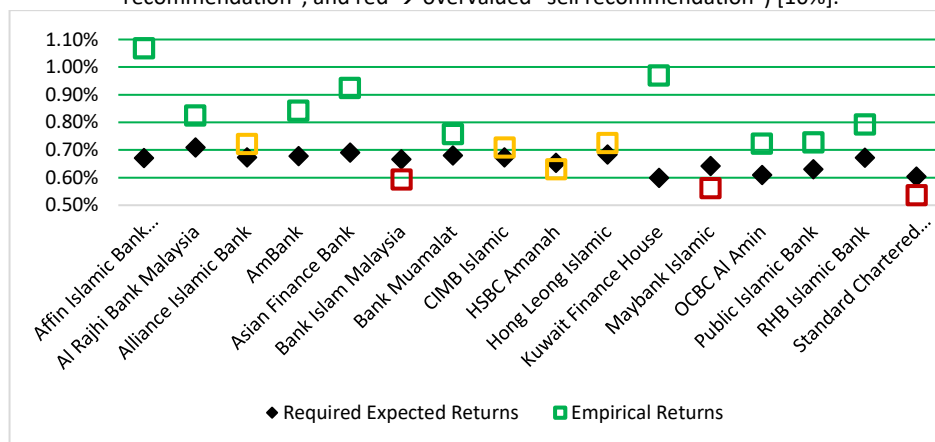 recommendation", and red → overvalued "sell recommendation") [10%].
1.10%
1.00%
0.90%
0.80%
0.70%
0.60%
0.50%
Affin Islamic Bank...
Al Rajhi Bank Malaysia
Alliance Islamic Bank
AmBank
Asian Finance Bank
Bank Islam Malaysia
Bank Muamalat
CIMB Islamic
HSBC Amanah
Hong Leong Islamic
Kuwait Finance House
Maybank Islamic
OCBC Al Amin
Public Islamic Bank
RHB Islamic Bank
Standard Chartered...
Required Expected Returns
Empirical Returns